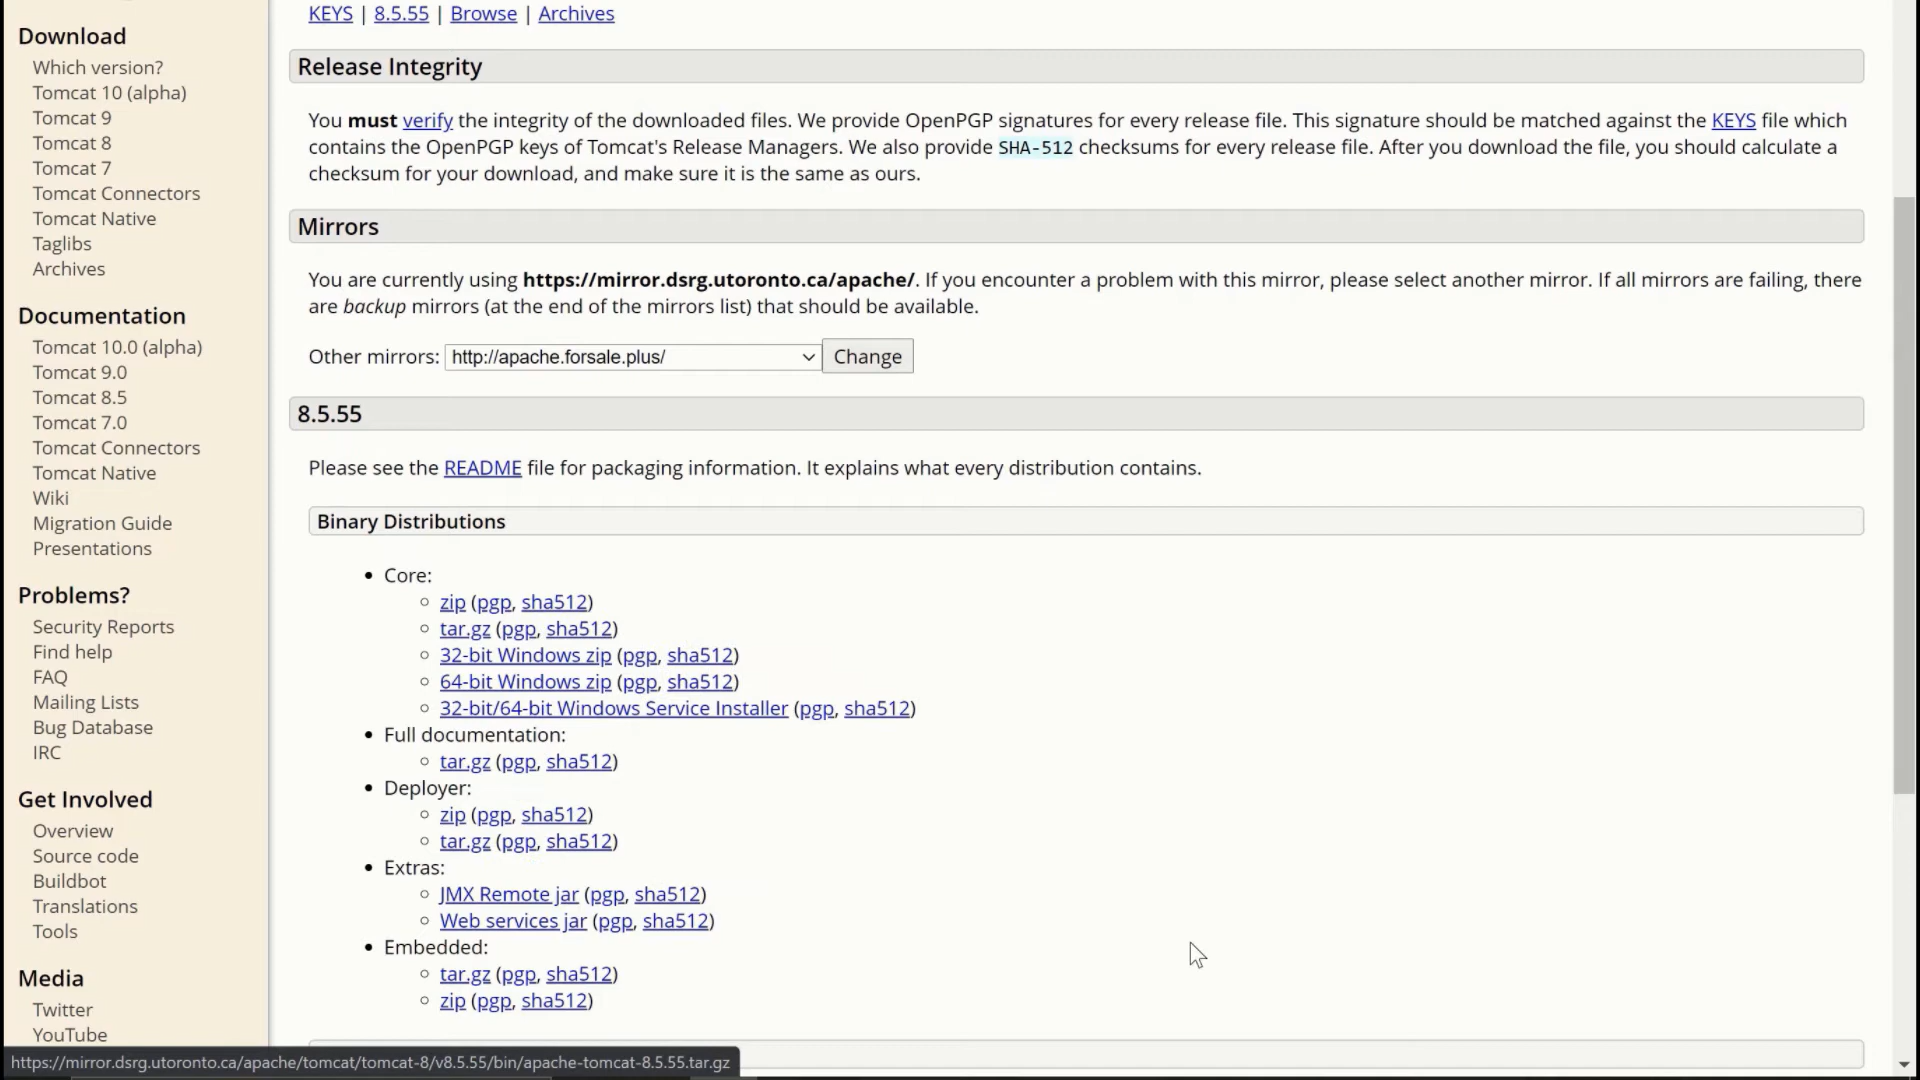 Download
Which version?
Tomcat 10 (alpha)
Tomcat 9
Tomcat 8
Tomcat 7
Tomcat Connectors
Tomcat Native
Taglibs
Archives
Documentation
Tomcat 10.0 (alpha)
Tomcat 9.0
Tomcat 8.5
Tomcat 7.0
Tomcat Connectors
Tomcat Native
Wiki
Migration Guide
Presentations
Problems?
Security Reports
Find help
FAQ
Mailing Lists
Bug Database
IRC
Get Involved
Overview
Source code
Buildbot
Translations
Tools
Media
Twitter
YouTube
KEYS | 8.5.55 | Browse | Archives
Release Integrity
You must verify the integrity of the downloaded files. We provide OpenPGP signatures for every release file. This signature should be matched against the KEYS file which
contains the OpenPGP keys of Tomcat's Release Managers. We also provide SHA-512 checksums for every release file. After you download the file, you should calculate a
checksum for your download, and make sure it is the same as ours.
Mirrors
You are currently using https://mirror.dsrg.utoronto.ca/apache/. If you encounter a problem with this mirror, please select another mirror. If all mirrors are failing, there
are backup mirrors (at the end of the mirrors list) that should be available.
Other mirrors: http://apache.forsale.plus/ Change
8.5.55
Please see the README file for packaging information. It explains what every distribution contains.
Binary Distributions
Core:
zip (pgp, sha512)
tar.gz (pgp, sha512)
32-bit Windows zip (pgp, sha512)
64-bit Windows zip (pgp, sha512)
32-bit/64-bit Windows Service Installer (pgp, sha512)
Full documentation:
tar.gz (pgp, sha512)
Deployer:
zip (pgp, sha512)
tar.gz (pgp, sha512)
Extras:
JMX Remote jar (pgp, sha512)
Web services jar (pgp, sha512)
Embedded:
tar.gz (pgp, sha512)
zip (pgp, sha512)
https://mirror.dsrg.utoronto.ca/apache/tomcat/tomcat-8/v8.5.55/bin/apache-tomcat-8.5.55.tar.gz